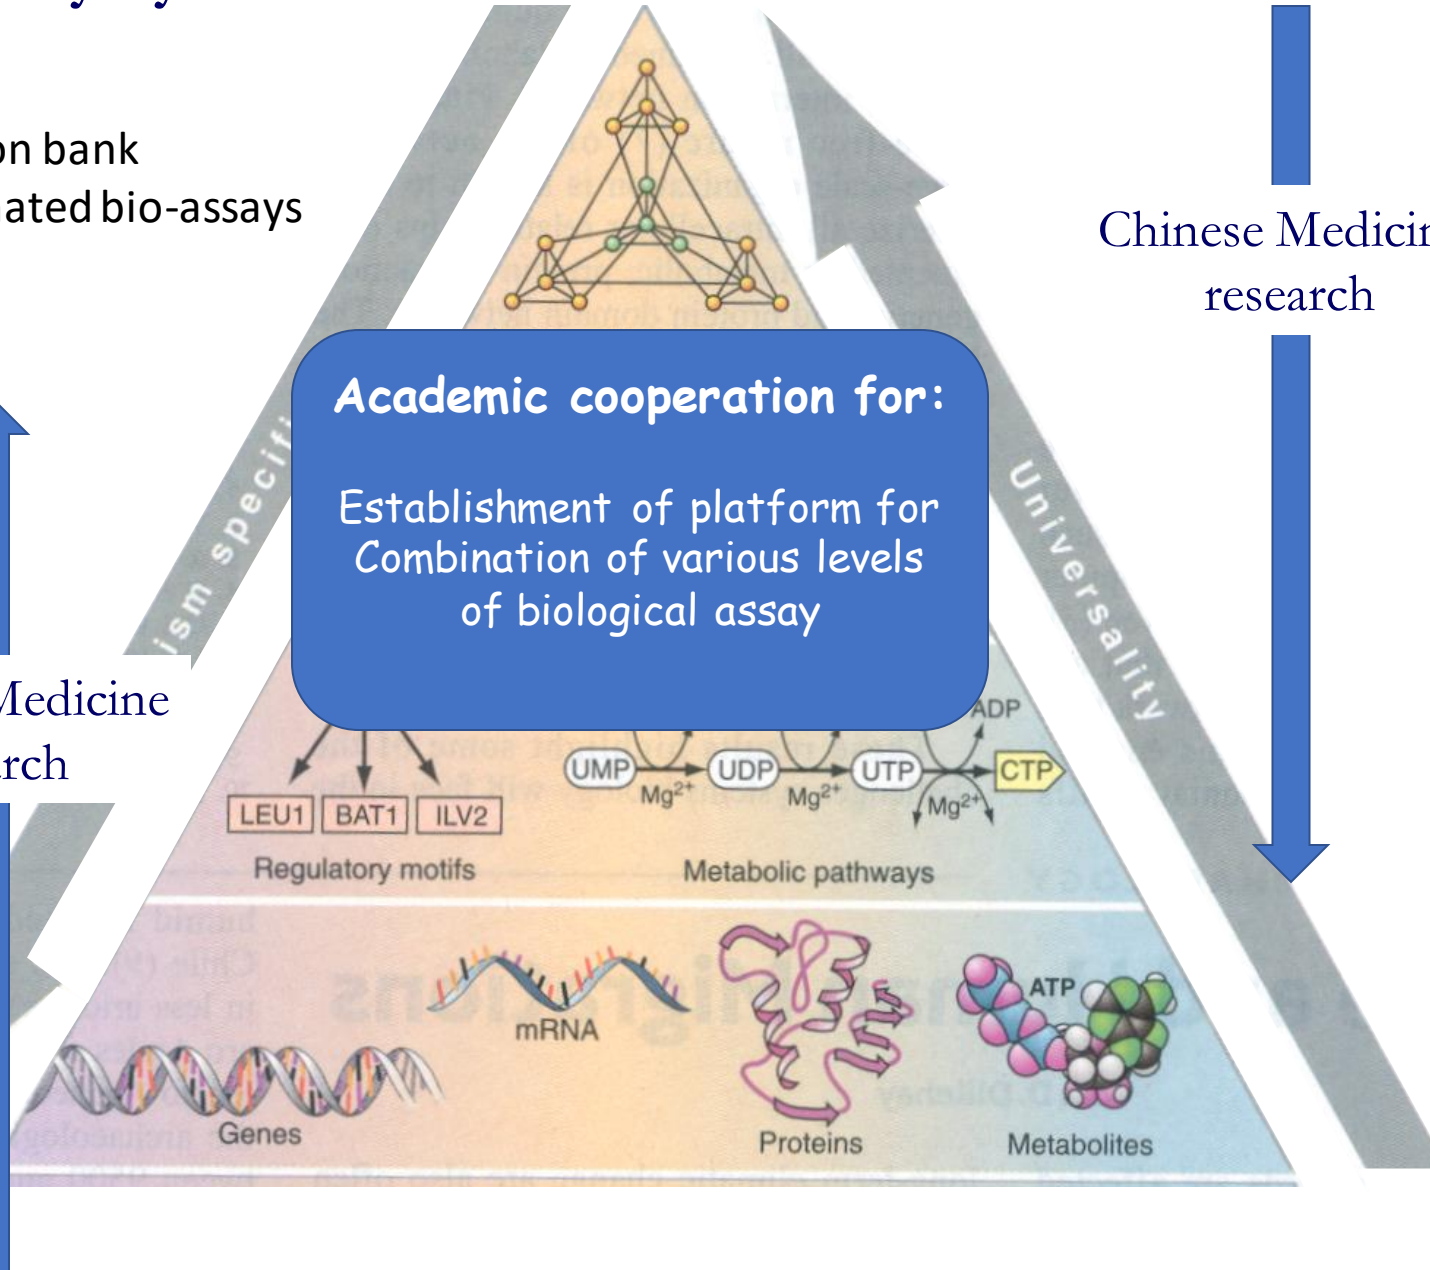 on bank
ated bio-assays
Chinese Medicin
research
Academic cooperation for:
Establishment of platform for
Combination of various levels
of biological assay
ism specifi
Universality
Medicine
rch
ADP
UMP
UDP
UTP
CTP
Mg²⁺
Mg²⁺
Mg²⁺
LEU1
BAT1
ILV2
Regulatory motifs
Metabolic pathways
mRNA
ATP
Genes
Proteins
Metabolites